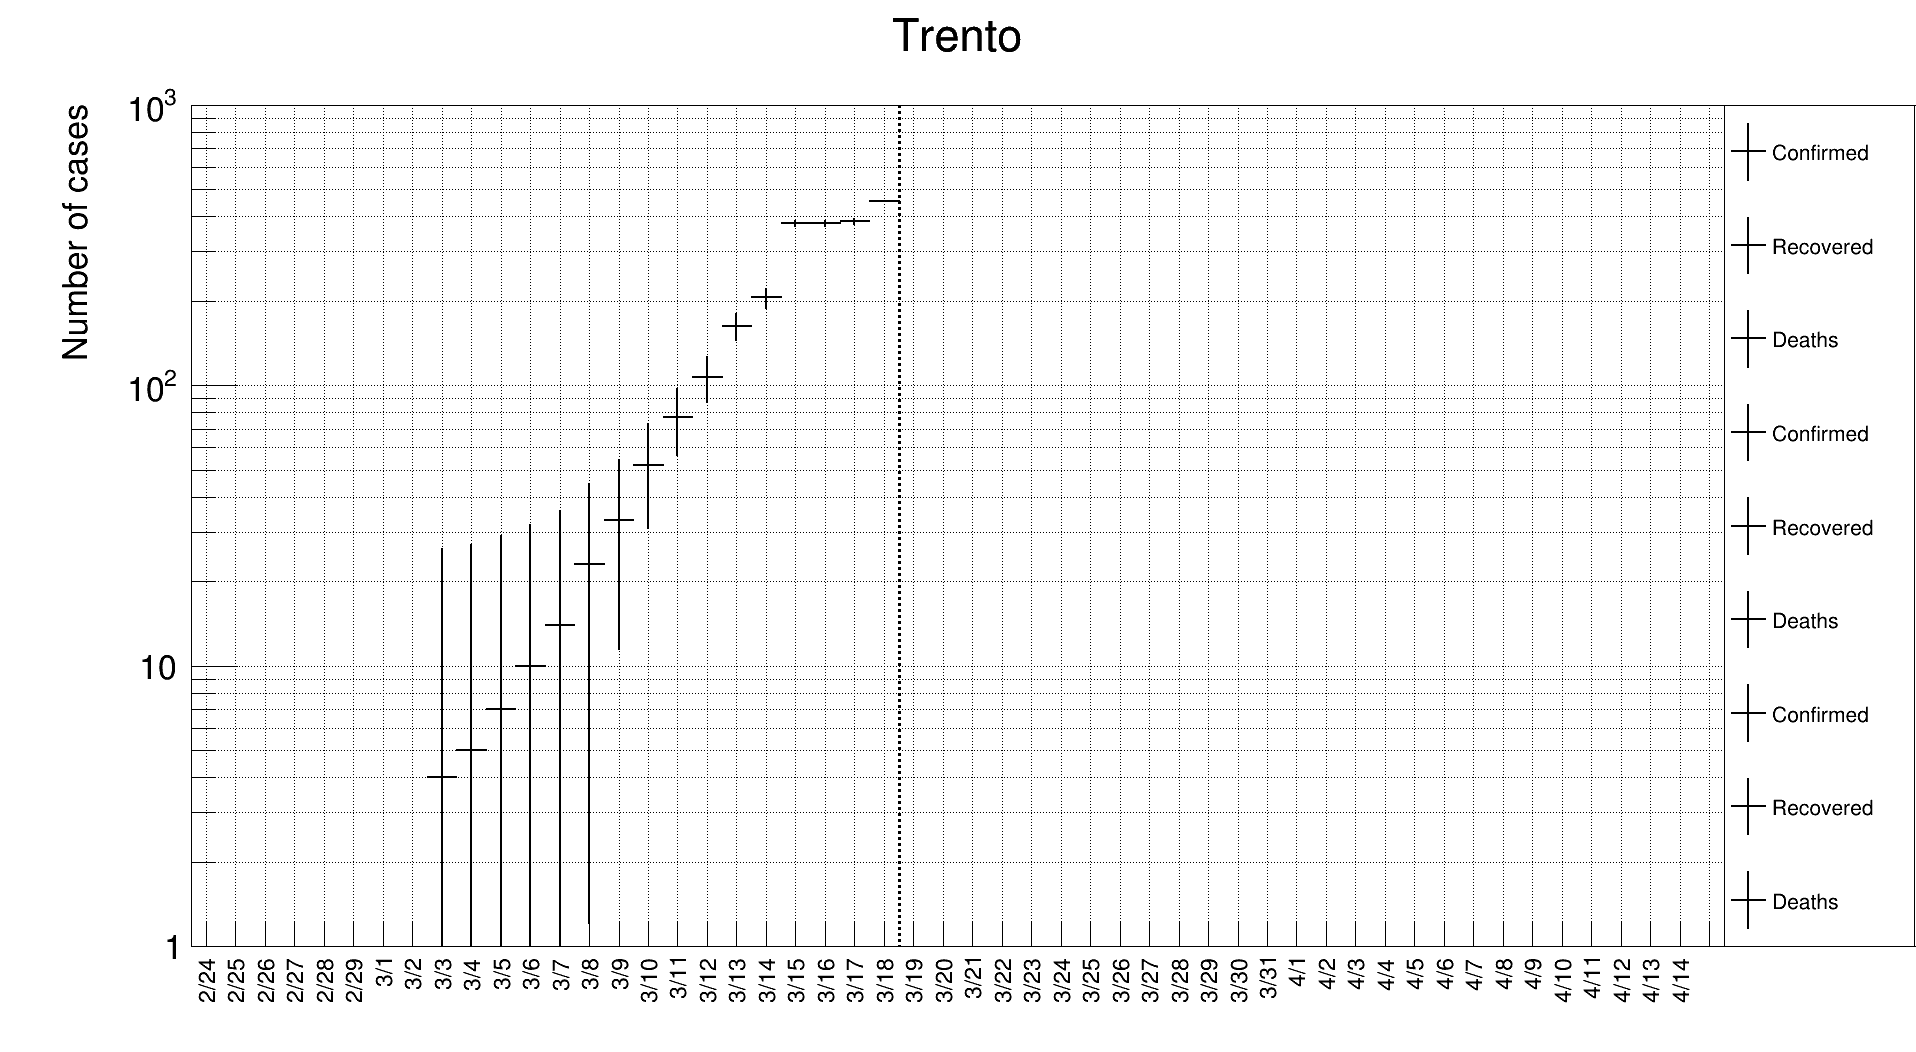 Trento
Number of cases
10³
10²
10
1
2/24 2/25 2/26 2/27 2/28 2/29 3/1 3/2 3/3 3/4 3/5 3/6 3/7 3/8 3/9 3/10 3/11 3/12 3/13 3/14 3/15 3/16 3/17 3/18 3/19 3/20 3/21 3/22 3/23 3/24 3/25 3/26 3/27 3/28 3/29 3/30 3/31 4/1 4/2 4/3 4/4 4/5 4/6 4/7 4/8 4/9 4/10 4/11 4/12 4/13 4/14
Confirmed
Recovered
Deaths
Confirmed
Recovered
Deaths
Confirmed
Recovered
Deaths